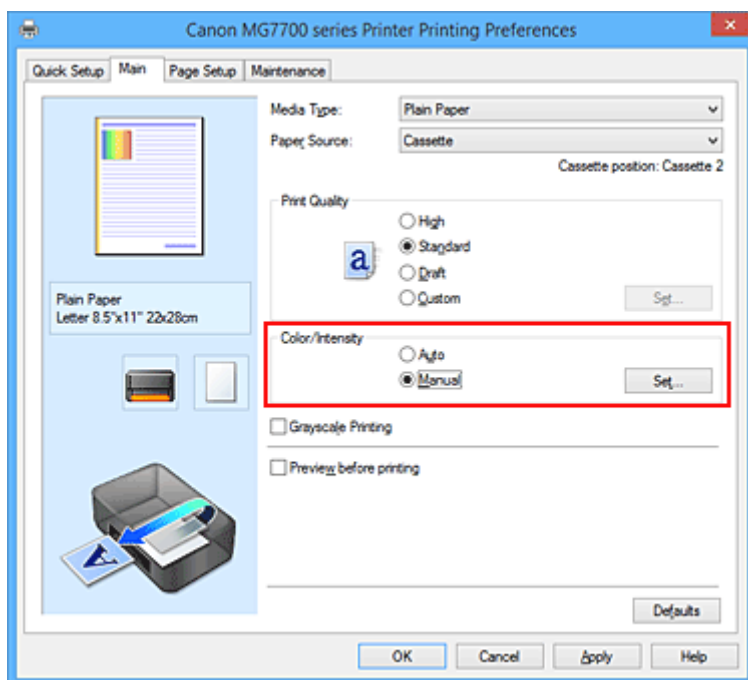 Canon MG7700 series Printer Printing Preferences
Quick Setup Main Page Setup Maintenance
Media Type: Plain Paper
Paper Source: Cassette
Cassette position: Cassette 2
Print Quality
High
a Standard
Draft
Custom Set...
Plain Paper
Letter 8.5"x11" 22x28cm
Color/Intensity
Auto
Manual Set...
Grayscale Printing
Preview before printing
A
Defaults
OK Cancel Apply Help